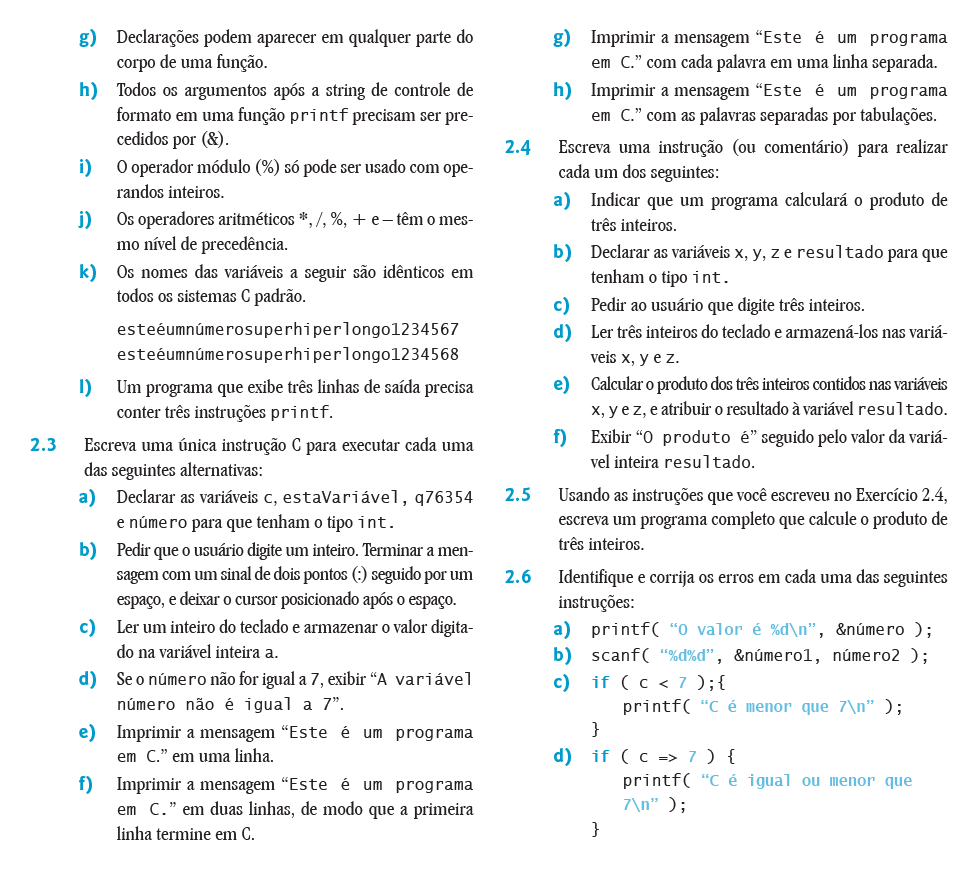 g) Declarações podem aparecer em qualquer parte do
corpo de uma função.
h) Todos os argumentos após a string de controle de
formato em uma função printf precisam ser pre-
cedidos por (&).
i) O operador módulo (%) só pode ser usado com ope-
randos inteiros.
j) Os operadores aritméticos *, /, %, + e – têm o mes-
mo nível de precedência.
k) Os nomes das variáveis a seguir são idênticos em
todos os sistemas C padrão.
esteéumnúmerosuperhiperlongo1234567
esteéumnúmerosuperhiperlongo1234568
l) Um programa que exibe três linhas de saída precisa
conter três instruções printf.
2.3 Escreva uma única instrução C para executar cada uma
das seguintes alternativas:
a) Declarar as variáveis c, estaVariável, q76354
e número para que tenham o tipo int.
b) Pedir que o usuário digite um inteiro. Terminar a men-
sagem com um sinal de dois pontos (:) seguido por um
espaço, e deixar o cursor posicionado após o espaço.
c) Ler um inteiro do teclado e armazenar o valor digita-
do na variável inteira a.
d) Se o número não for igual a 7, exibir “A variável
número não é igual a 7”.
e) Imprimir a mensagem “Este é um programa
em C.” em uma linha.
f) Imprimir a mensagem “Este é um programa
em C.” em duas linhas, de modo que a primeira
linha termine em C.
g) Imprimir a mensagem “Este é um programa
em C.” com cada palavra em uma linha separada.
h) Imprimir a mensagem “Este é um programa
em C.” com as palavras separadas por tabulações.
2.4 Escreva uma instrução (ou comentário) para realizar
cada um dos seguintes:
a) Indicar que um programa calculará o produto de
três inteiros.
b) Declarar as variáveis x, y, z e resultado para que
tenham o tipo int.
c) Pedir ao usuário que digite três inteiros.
d) Ler três inteiros do teclado e armazená-los nas variá-
veis x, y e z.
e) Calcular o produto dos três inteiros contidos nas variáveis
x, y e z, e atribuir o resultado à variável resultado.
f) Exibir “O produto é” seguido pelo valor da variá-
vel inteira resultado.
2.5 Usando as instruções que você escreveu no Exercício 2.4,
escreva um programa completo que calcule o produto de
três inteiros.
2.6 Identifique e corrija os erros em cada uma das seguintes
instruções:
a) printf( “O valor é %d\n”, &número );
b) scanf( “%d%d”, &número1, número2 );
c) if ( c < 7 );{
printf( “C é menor que 7\n” );
}
d) if ( c => 7 ) {
printf( “C é igual ou menor que
7\n” );
}